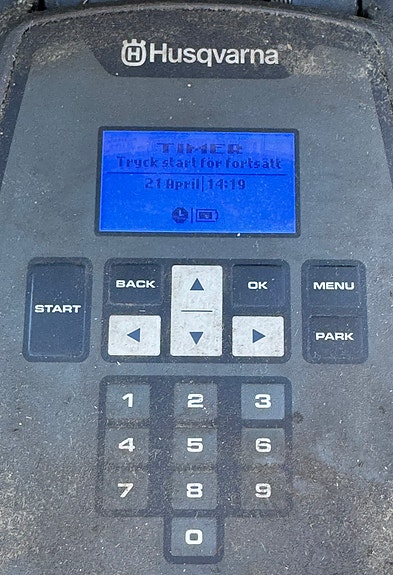 Husqvarna
TIMER
Tryck start för fortsätt
21 April 14:19
BACK
OK
MENU
START
PARK
1 2 3
4 5 6
7 8 9
0